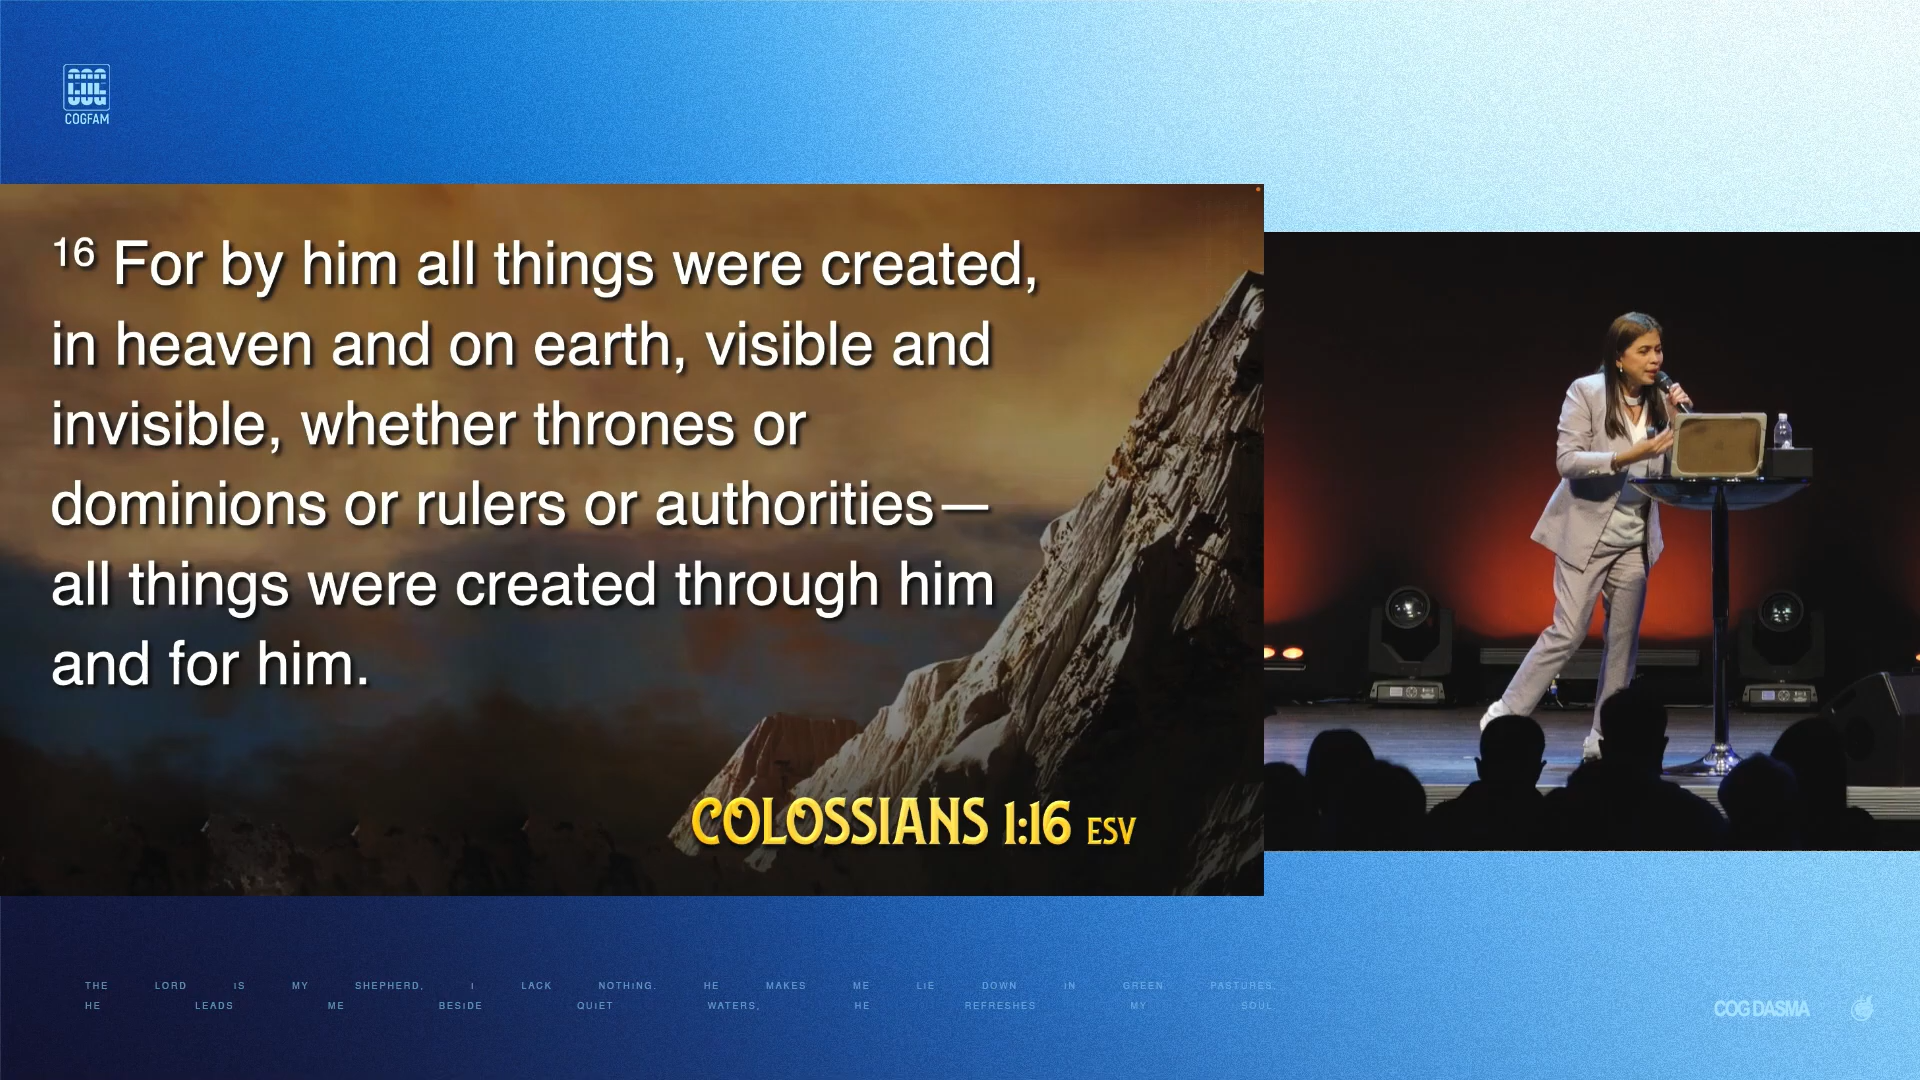 COG
COGFAM
16 For by him all things were created,
in heaven and on earth, visible and
invisible, whether thrones or
dominions or rulers or authorities—
all things were created through him
and for him.
COLOSSIANS 1:16 ESV
THE LORD IS MY SHEPHERD, I LACK NOTHING. HE MAKES ME LIE DOWN IN GREEN PASTURES.
HE LEADS ME BESIDE QUIET WATERS, HE REFRESHES MY SOUL
COG DASMA